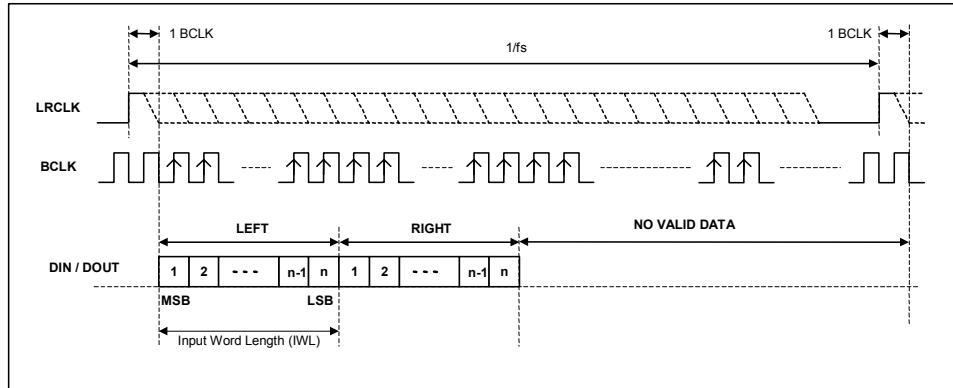 1 BCLK 1 BCLK
1/fs
LRCLK
BCLK
LEFT RIGHT NO VALID DATA
DIN / DOUT 1 2 - - - n-1 n 1 2 - - - n-1 n
MSB LSB
Input Word Length (IWL)